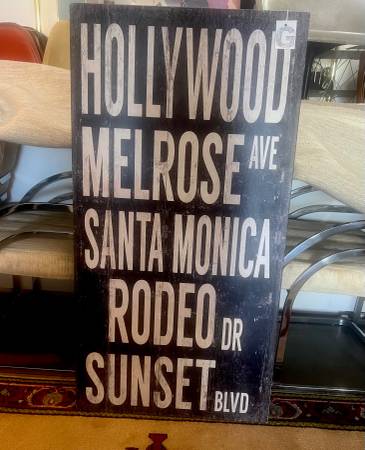 HOLLYWOOD
G
MELROSE AVE
SANTA MONICA
RODEO DR
SUNSET BLVD